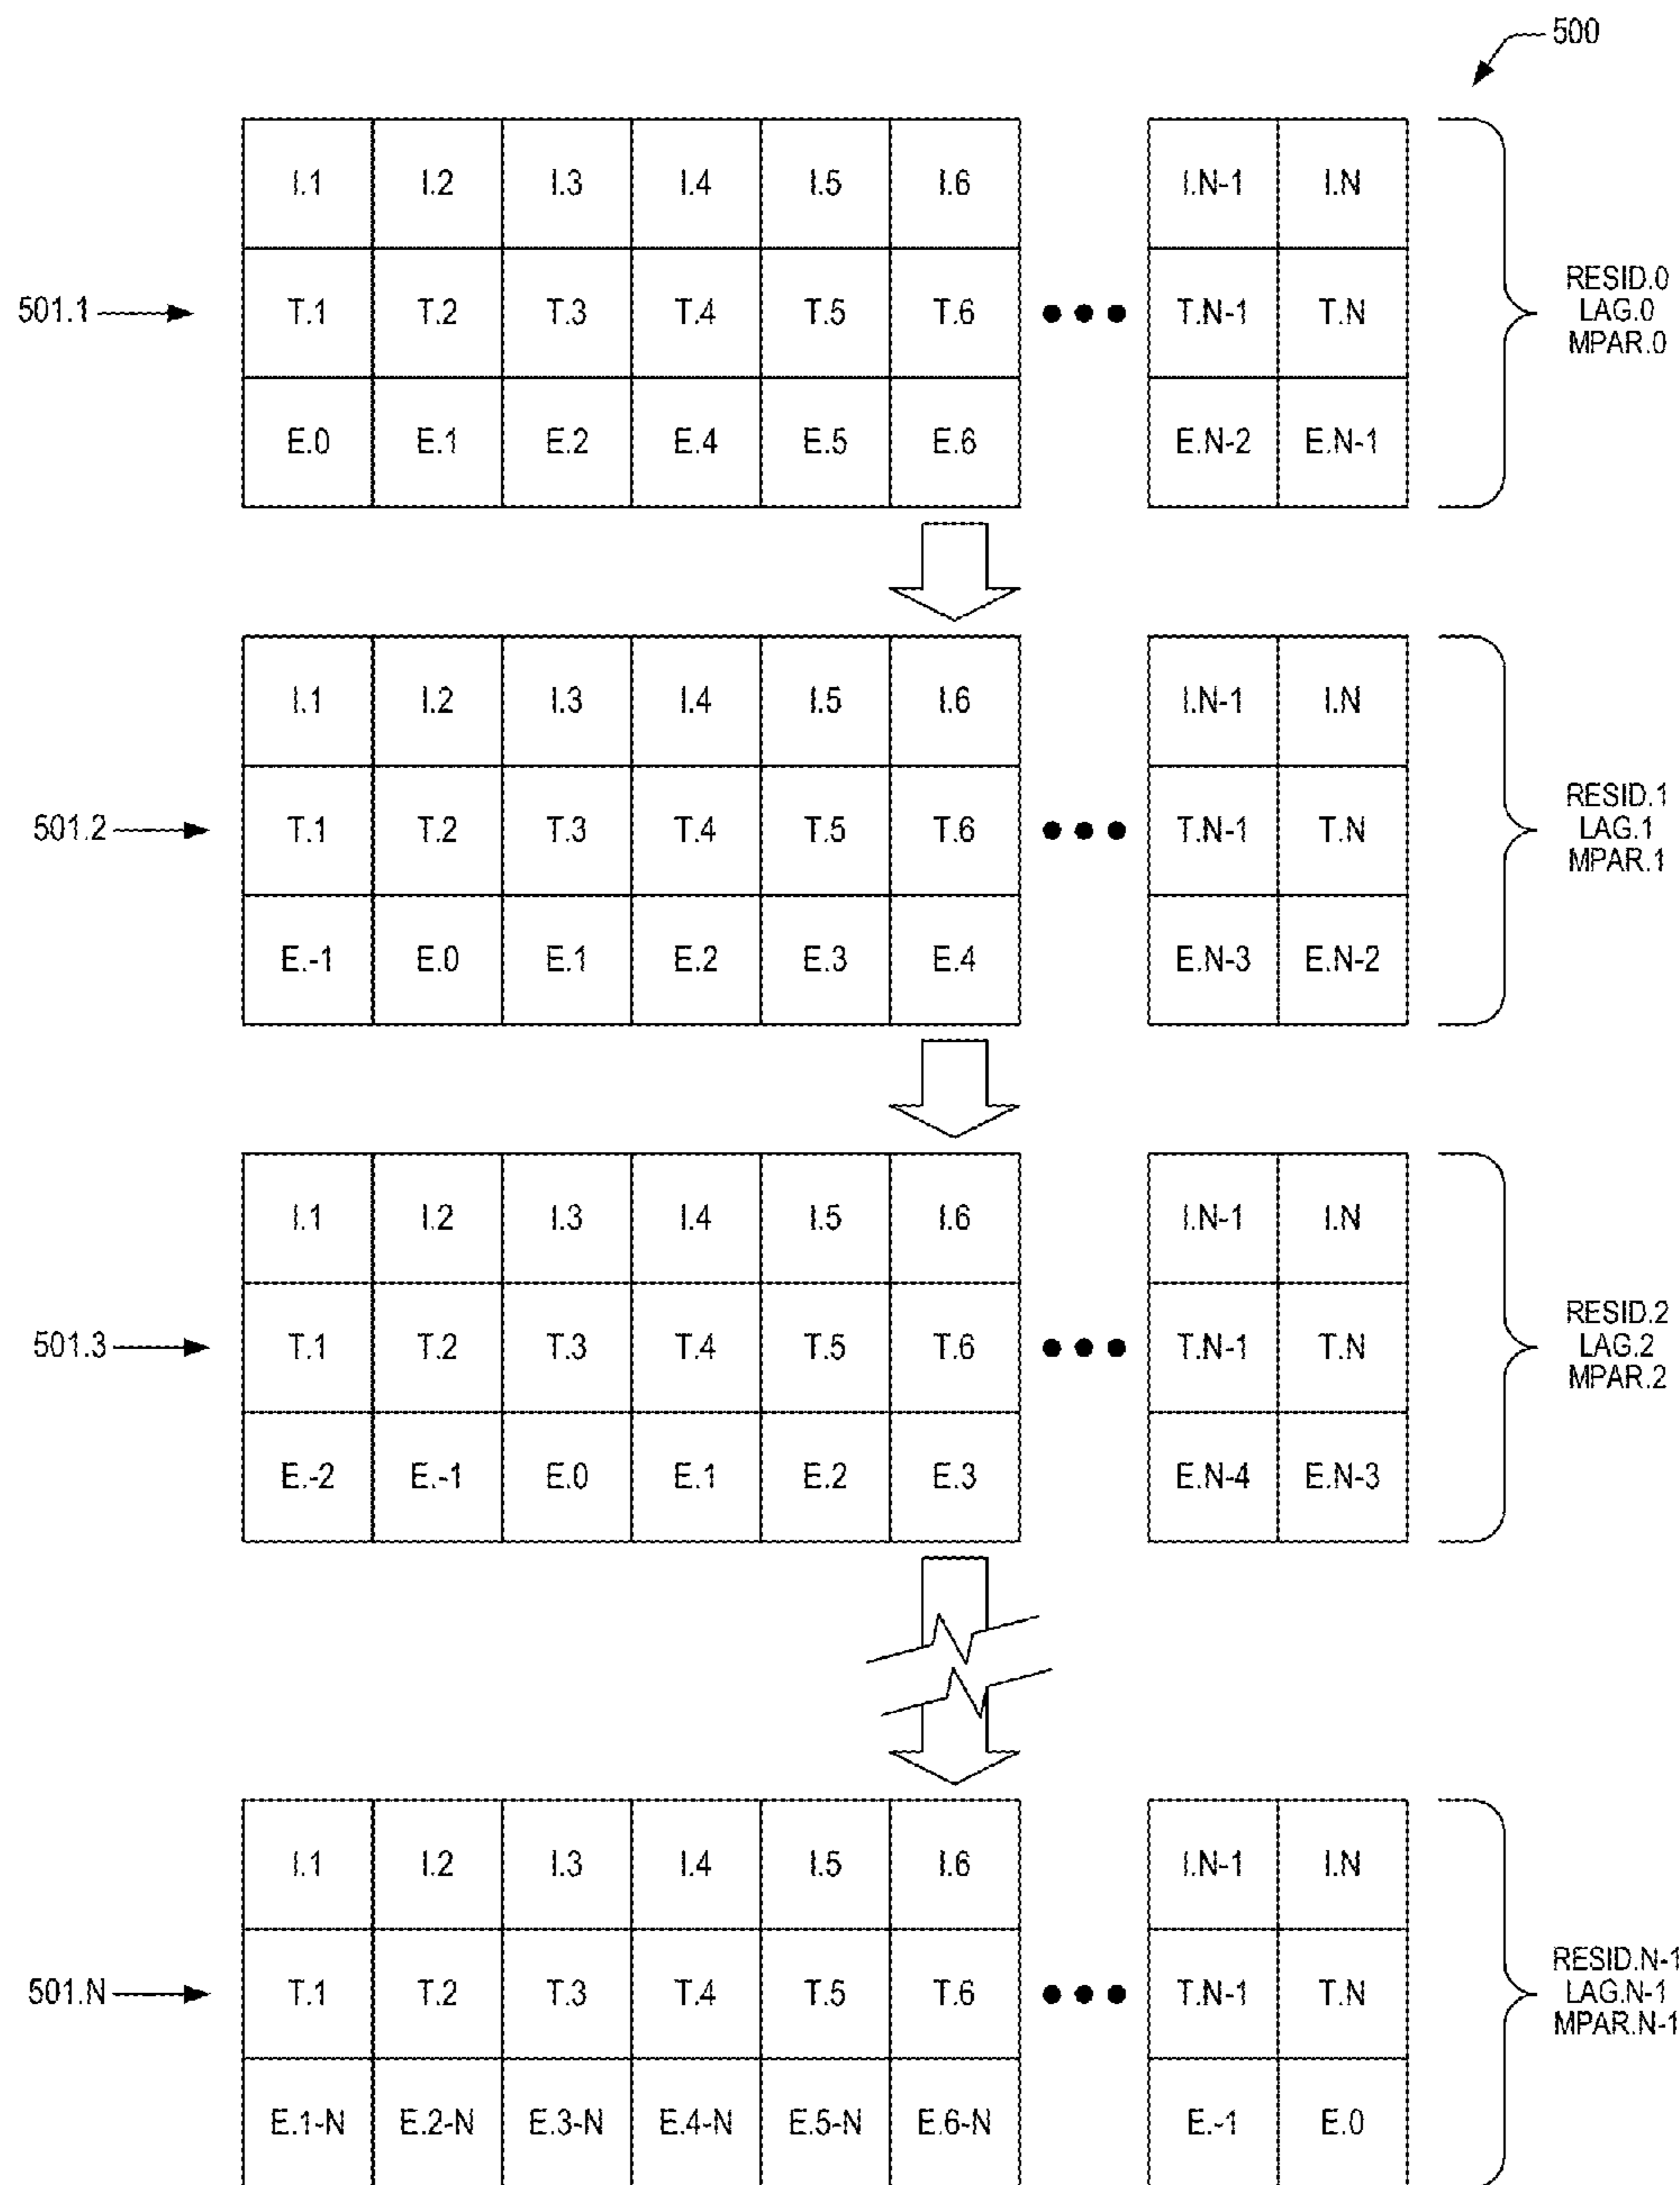 500
I.1 I.2 I.3 I.4 I.5 I.6 I.N-1 I.N
501.1 T.1 T.2 T.3 T.4 T.5 T.6 ••• T.N-1 T.N
E.0 E.1 E.2 E.4 E.5 E.6 E.N-2 E.N-1
RESID.0
LAG.0
MPAR.0
I.1 I.2 I.3 I.4 I.5 I.6 I.N-1 I.N
501.2 T.1 T.2 T.3 T.4 T.5 T.6 ••• T.N-1 T.N
E.-1 E.0 E.1 E.2 E.3 E.4 E.N-3 E.N-2
RESID.1
LAG.1
MPAR.1
I.1 I.2 I.3 I.4 I.5 I.6 I.N-1 I.N
501.3 T.1 T.2 T.3 T.4 T.5 T.6 ••• T.N-1 T.N
E.-2 E.-1 E.0 E.1 E.2 E.3 E.N-4 E.N-3
RESID.2
LAG.2
MPAR.2
I.1 I.2 I.3 I.4 I.5 I.6 I.N-1 I.N
501.N T.1 T.2 T.3 T.4 T.5 T.6 ••• T.N-1 T.N
E.1-N E.2-N E.3-N E.4-N E.5-N E.6-N E.-1 E.0
RESID.N-1
LAG.N-1
MPAR.N-1